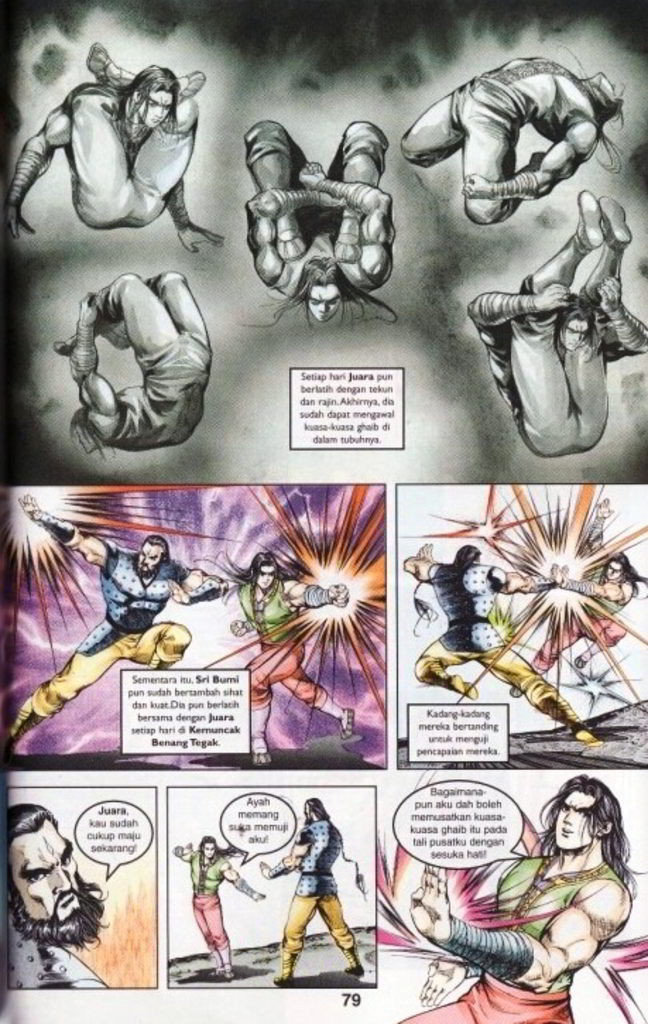 Setiap hari Juara pun
berlatih dengan tekun
dan rajin. Akhirnya, dia
sudah dapat mengawal
kuasa-kuasa ghaib di
dalam tubuhnya.
Sementara itu, Sri Bumi
pun sudah bertambah sihat
dan kuat. Dia pun berlatih
bersama dengan Juara
setiap hari di Kemuncak
Benang Tegak.
Kadang-kadang
mereka bertanding
untuk menguji
pencapaian mereka.
Juara,
kau sudah
cukup maju
sekarang!
Ayah
memang
suka memuji
aku!
Bagaimana-
pun aku dah boleh
memusatkan kuasa-
kuasa ghaib itu pada
tali pusatku dengan
sesuka hati!
79